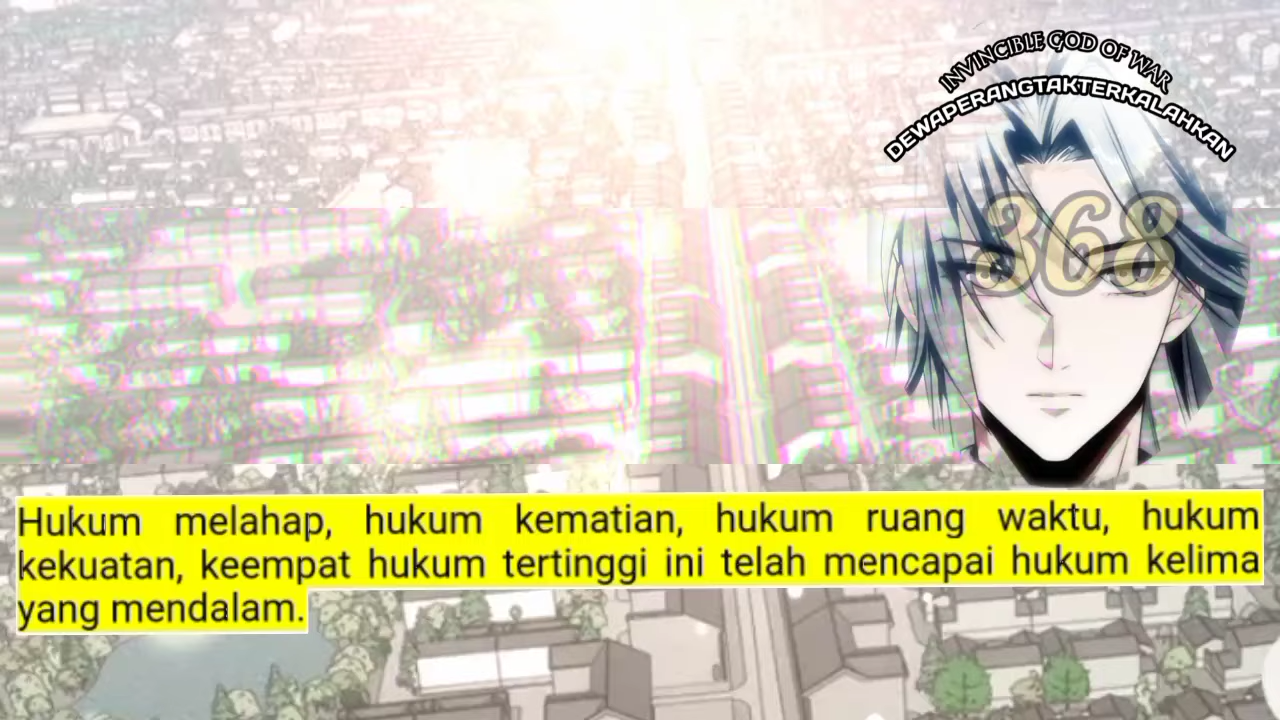 INVINCIBLE GOD OF WAR
DEWAPERANGTAKTERKALAHKAN
368
Hukum melahap, hukum kematian, hukum ruang waktu, hukum
kekuatan, keempat hukum tertinggi ini telah mencapai hukum kelima
yang mendalam.